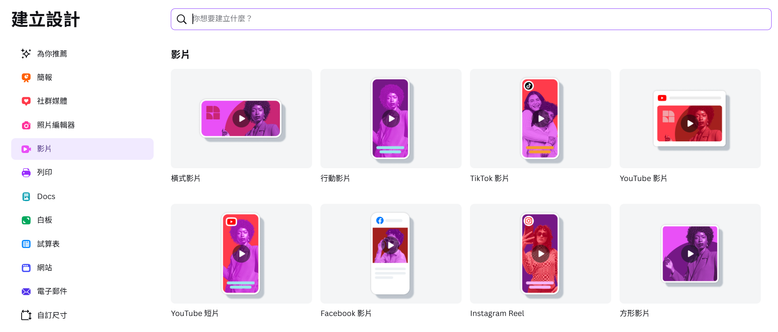 建立設計
你想要建立什麼？
為你推薦
簡報
社群媒體
照片編輯器
影片
列印
Docs
白板
試算表
網站
電子郵件
自訂尺寸
影片
橫式影片
行動影片
TikTok 影片
YouTube 影片
YouTube 短片
Facebook 影片
Instagram Reel
方形影片